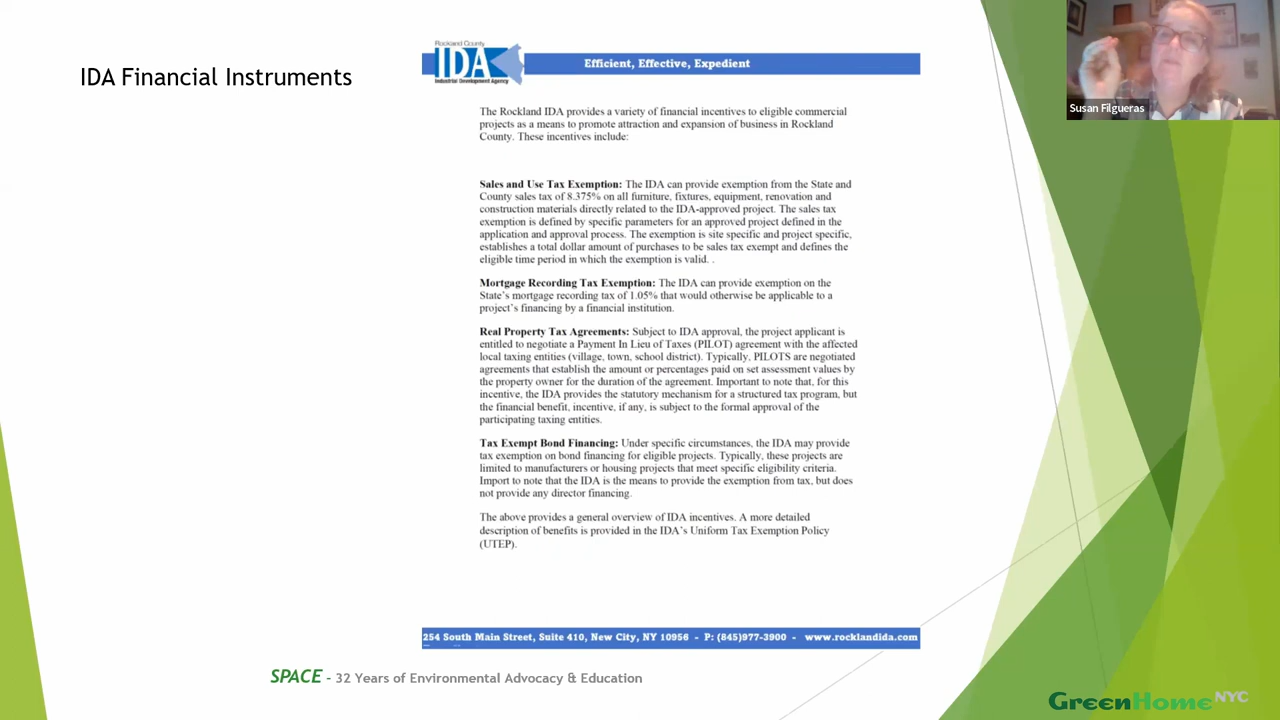 IDA Financial Instruments
Rockland County
IDA
Industrial Development Agency
Efficient, Effective, Expedient
The Rockland IDA provides a variety of financial incentives to eligible commercial
projects as a means to promote attraction and expansion of business in Rockland
County. These incentives include:
Sales and Use Tax Exemption: The IDA can provide exemption from the State and
County sales tax of 8.375% on all furniture, fixtures, equipment, renovation and
construction materials directly related to the IDA-approved project. The sales tax
exemption is defined by specific parameters for an approved project defined in the
application and approval process. The exemption is site specific and project specific,
establishes a total dollar amount of purchases to be sales tax exempt and defines the
eligible time period in which the exemption is valid. .
Mortgage Recording Tax Exemption: The IDA can provide exemption on the
State's mortgage recording tax of 1.05% that would otherwise be applicable to a
project's financing by a financial institution.
Real Property Tax Agreements: Subject to IDA approval, the project applicant is
entitled to negotiate a Payment In Lieu of Taxes (PILOT) agreement with the affected
local taxing entities (village, town, school district). Typically, PILOTS are negotiated
agreements that establish the amount or percentages paid on set assessment values by
the property owner for the duration of the agreement. Important to note that, for this
incentive, the IDA provides the statutory mechanism for a structured tax program, but
the financial benefit, incentive, if any, is subject to the formal approval of the
participating taxing entities.
Tax Exempt Bond Financing: Under specific circumstances, the IDA may provide
tax exemption on bond financing for eligible projects. Typically, these projects are
limited to manufacturers or housing projects that meet specific eligibility criteria.
Import to note that the IDA is the means to provide the exemption from tax, but does
not provide any director financing.
The above provides a general overview of IDA incentives. A more detailed
description of benefits is provided in the IDA's Uniform Tax Exemption Policy
(UTEP).
254 South Main Street, Suite 410, New City, NY 10956 - P: (845)977-3900 - www.rocklandida.com
SPACE - 32 Years of Environmental Advocacy & Education
Susan Filgueras
GreenHomeNYC